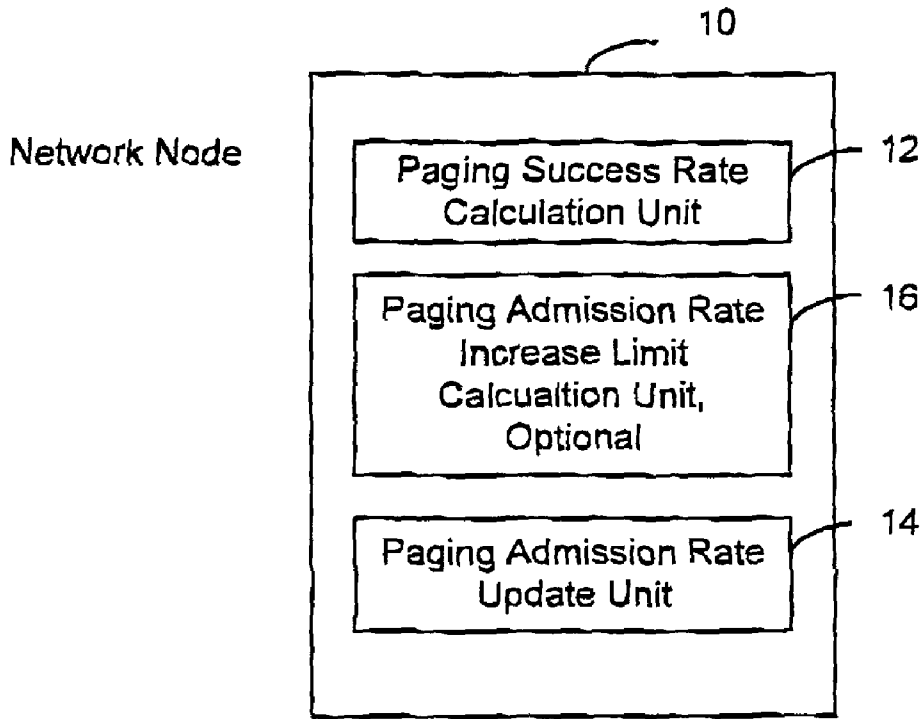 10
Network Node
Paging Success Rate
Calculation Unit
12
Paging Admission Rate
Increase Limit
Calcualtion Unit,
Optional
16
Paging Admission Rate
Update Unit
14